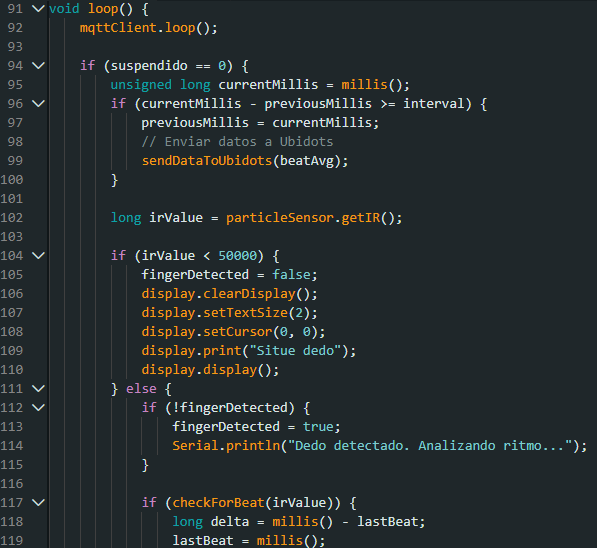 91 void loop() {
92     mqttClient.loop();
93
94     if (suspendido == 0) {
95         unsigned long currentMillis = millis();
96         if (currentMillis - previousMillis >= interval) {
97             previousMillis = currentMillis;
98             // Enviar datos a Ubidots
99             sendDataToUbidots(beatAvg);
100         }
101
102         long irValue = particleSensor.getIR();
103
104         if (irValue < 50000) {
105             fingerDetected = false;
106             display.clearDisplay();
107             display.setTextSize(2);
108             display.setCursor(0, 0);
109             display.print("Situe dedo");
110             display.display();
111         } else {
112             if (!fingerDetected) {
113                 fingerDetected = true;
114                 Serial.println("Dedo detectado. Analizando ritmo...");
115             }
116
117             if (checkForBeat(irValue)) {
118                 long delta = millis() - lastBeat;
119                 lastBeat = millis();